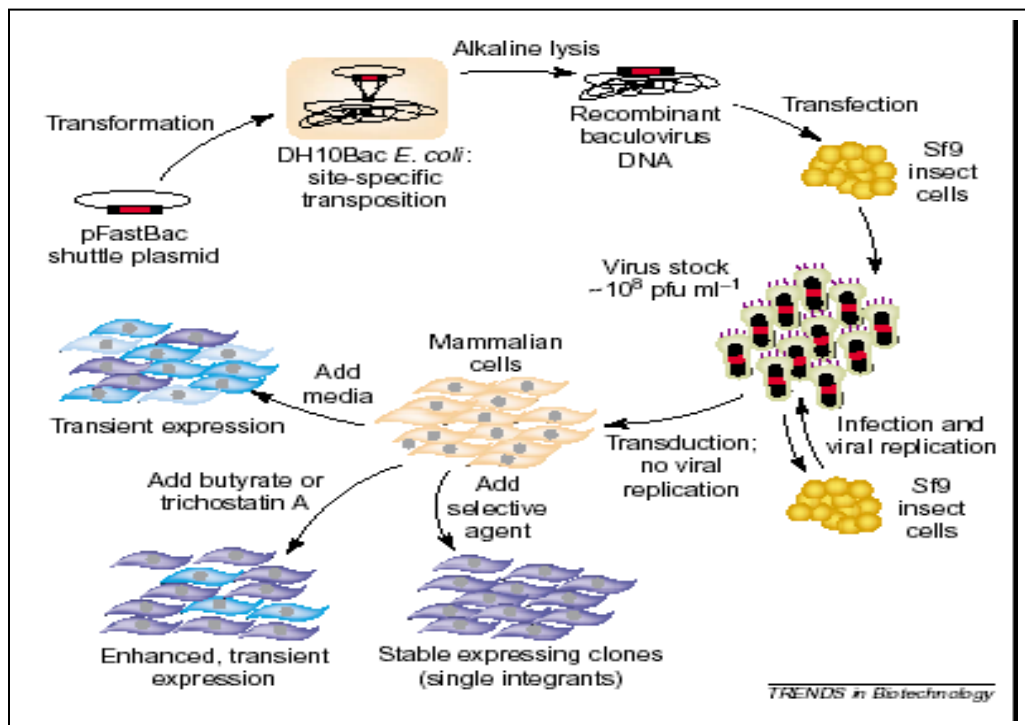 Alkaline lysis
Transformation
DH10Bac E. coli:
site-specific
transposition
Recombinant
baculovirus
DNA
Transfection
Sf9
insect
cells
pFastBac
shuttle plasmid
Virus stock
~10⁸ pfu ml⁻¹
Mammalian
cells
Add
media
Transient expression
Transduction;
no viral
replication
Infection and
viral replication
Sf9
insect
cells
Add butyrate or
trichostatin A
Add
selective
agent
Enhanced, transient
expression
Stable expressing clones
(single integrants)
TRENDS in Biotechnology